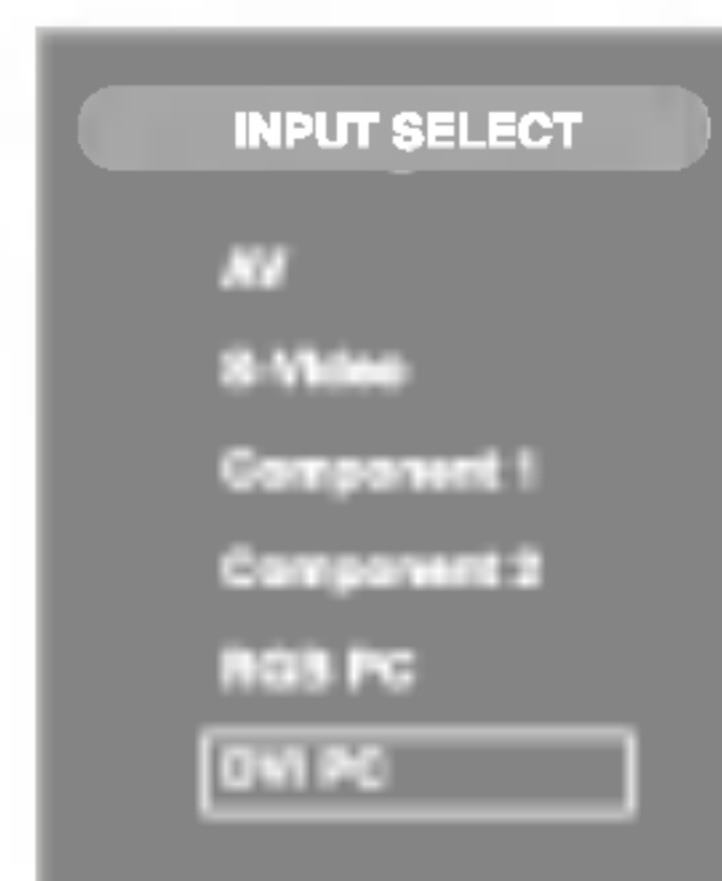 INPUT SELECT
AV
S-Video
Component 1
Component 2
RGB PC
DVI PC